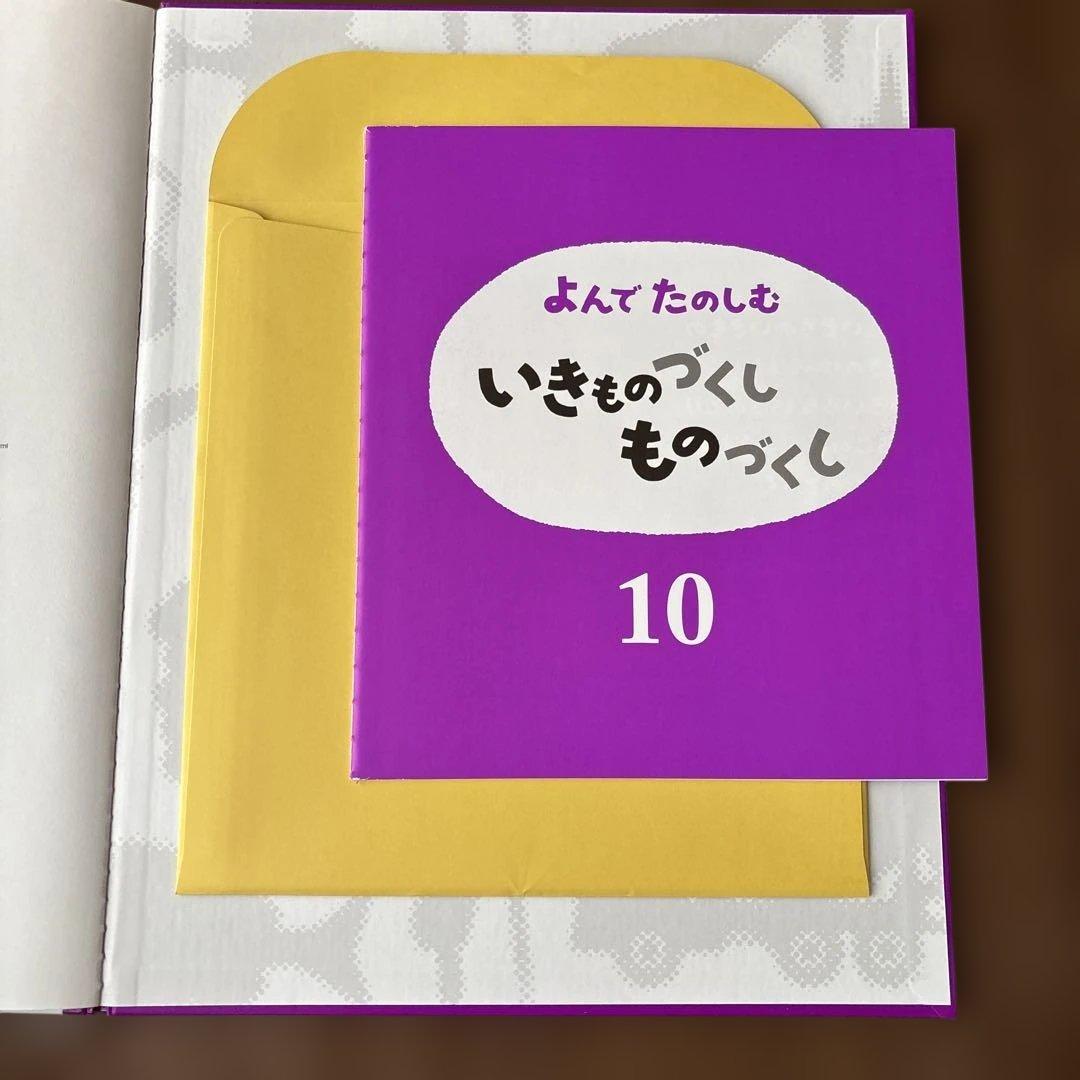 よんで たのしむ
いきものづくし
ものづくし
10